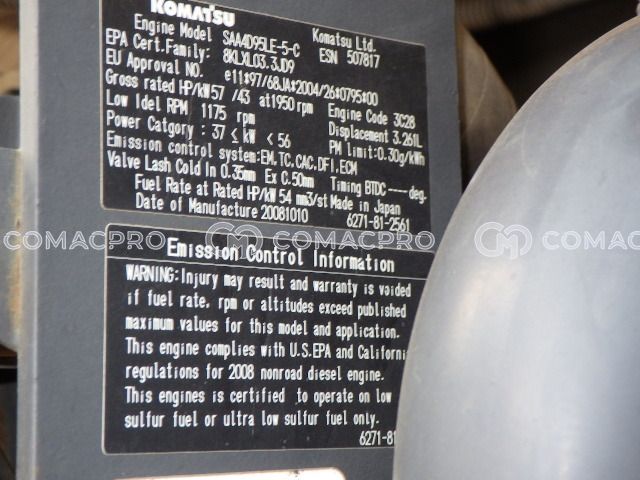 KOMATSU
Engine Model SAA4D95LE-5-C Komatsu Ltd.
EPA Cert.Family: 8KLXL03.3JD9 ESN 507817
EU Approval NO. e11*97/68JA*2004/26*0795*00
Gross rated HP/kW57 /43 at1950rpm Engine Code 3C28
Low Idel RPM 1175 rpm Displacement 3.261L
Power Catgory : 37 ≤ kW < 56 PM limit:0.30g/kWh
Emission control system:EM,TC,CAC,DFI,ECM
Valve Lash Cold In 0.35mm Ex C.50mm Timing BTDC ---deg.
Fuel Rate at Rated HP/kW 54 mm3/st Made in Japan
Date of Manufacture 20081010 6271-81-2561
COMACPRO COMACPRO COMACPRO
Emission Control Information
WARNING:Injury may result and warranty is voided
if fuel rate, rpm or altitudes exceed published
maximum values for this model and application.
This engine complies with U.S.EPA and California
regulations for 2008 nonroad diesel engine.
This engines is certified to operate on low
sulfur fuel or ultra low sulfur fuel only.
6271-81